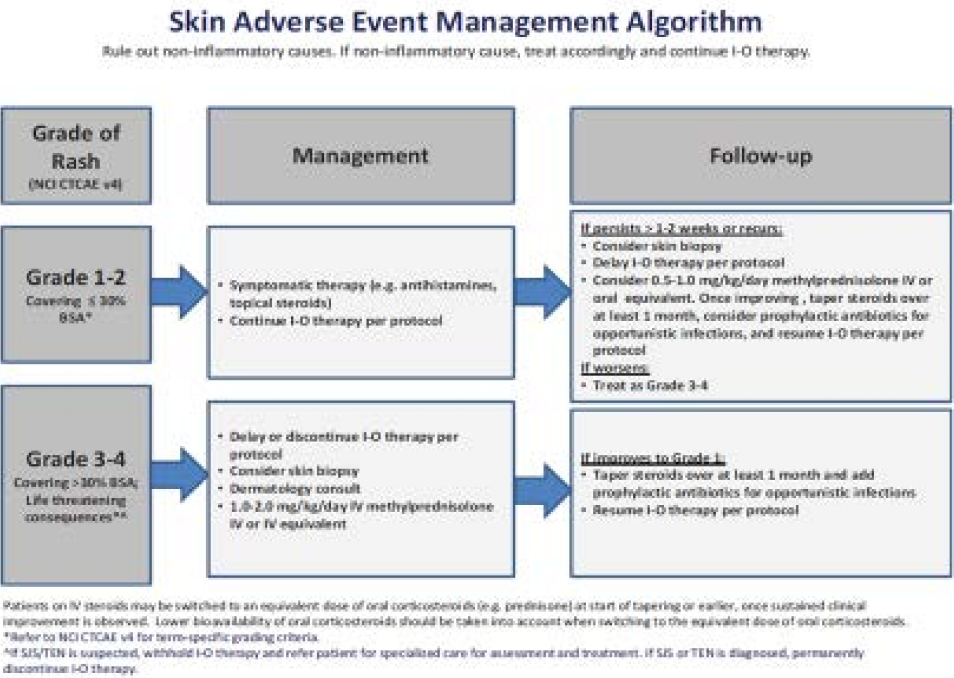 Skin Adverse Event Management Algorithm
Rule out non-inflammatory causes. If non-inflammatory cause, treat accordingly and continue I-O therapy.
Grade of
Rash
(NCI CTCAE v4)
Management
Follow-up
Grade 1-2
Covering ≤ 30%
BSA*
• Symptomatic therapy (e.g. antihistamines,
topical steroids)
• Continue I-O therapy per protocol
If persists > 1-2 weeks or recurs:
• Consider skin biopsy
• Delay I-O therapy per protocol
• Consider 0.5-1.0 mg/kg/day methylprednisolone IV or
oral equivalent. Once improving , taper steroids over
at least 1 month, consider prophylactic antibiotics for
opportunistic infections, and resume I-O therapy per
protocol
If worsens:
• Treat as Grade 3-4
Grade 3-4
Covering >30% BSA;
Life threatening
consequences*^
• Delay or discontinue I-O therapy per
protocol
• Consider skin biopsy
• Dermatology consult
• 1.0-2.0 mg/kg/day IV methylprednisolone
IV or IV equivalent
If improves to Grade 1:
• Taper steroids over at least 1 month and add
prophylactic antibiotics for opportunistic infections
• Resume I-O therapy per protocol
Patients on IV steroids may be switched to an equivalent dose of oral corticosteroids (e.g. prednisone) at start of tapering or earlier, once sustained clinical
improvement is observed. Lower bioavailability of oral corticosteroids should be taken into account when switching to the equivalent dose of oral corticosteroids.
*Refer to NCI CTCAE v4 for term-specific grading criteria.
^If SJS/TEN is suspected, withhold I-O therapy and refer patient for specialized care for assessment and treatment. If SJS or TEN is diagnosed, permanently
discontinue I-O therapy.